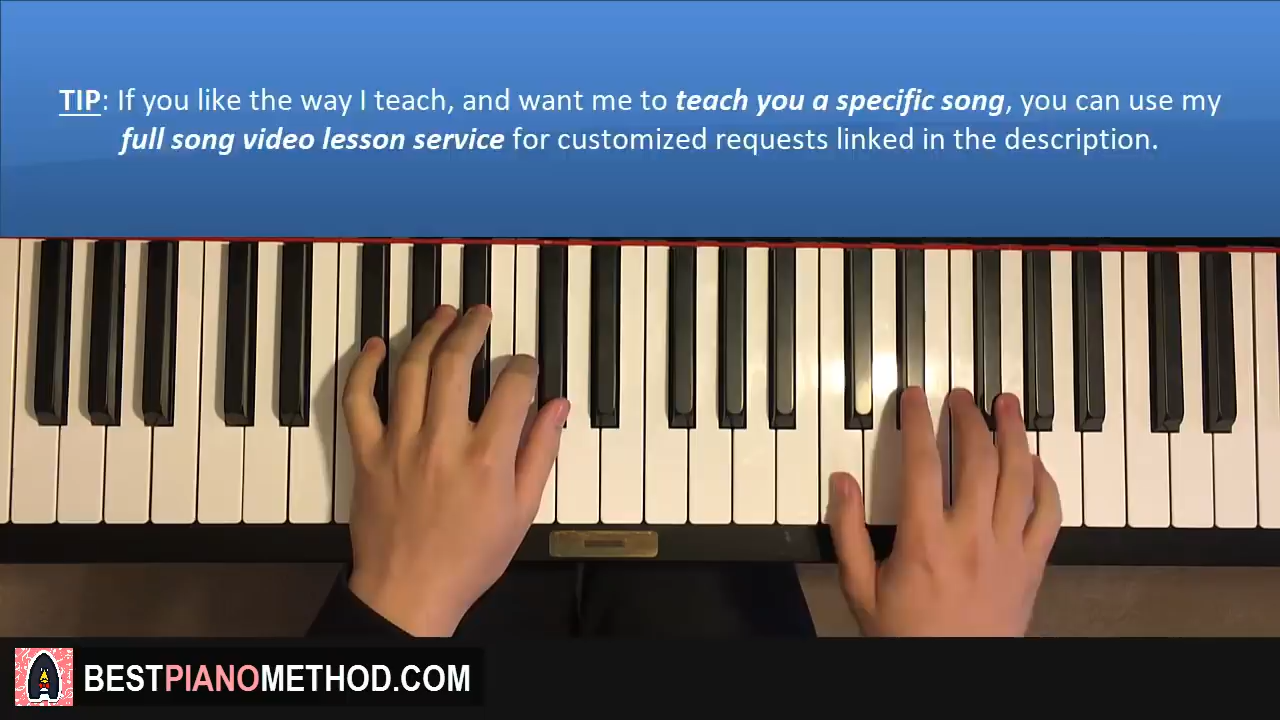 TIP: If you like the way I teach, and want me to teach you a specific song, you can use my
full song video lesson service for customized requests linked in the description.
BESTPIANOMETHOD.COM